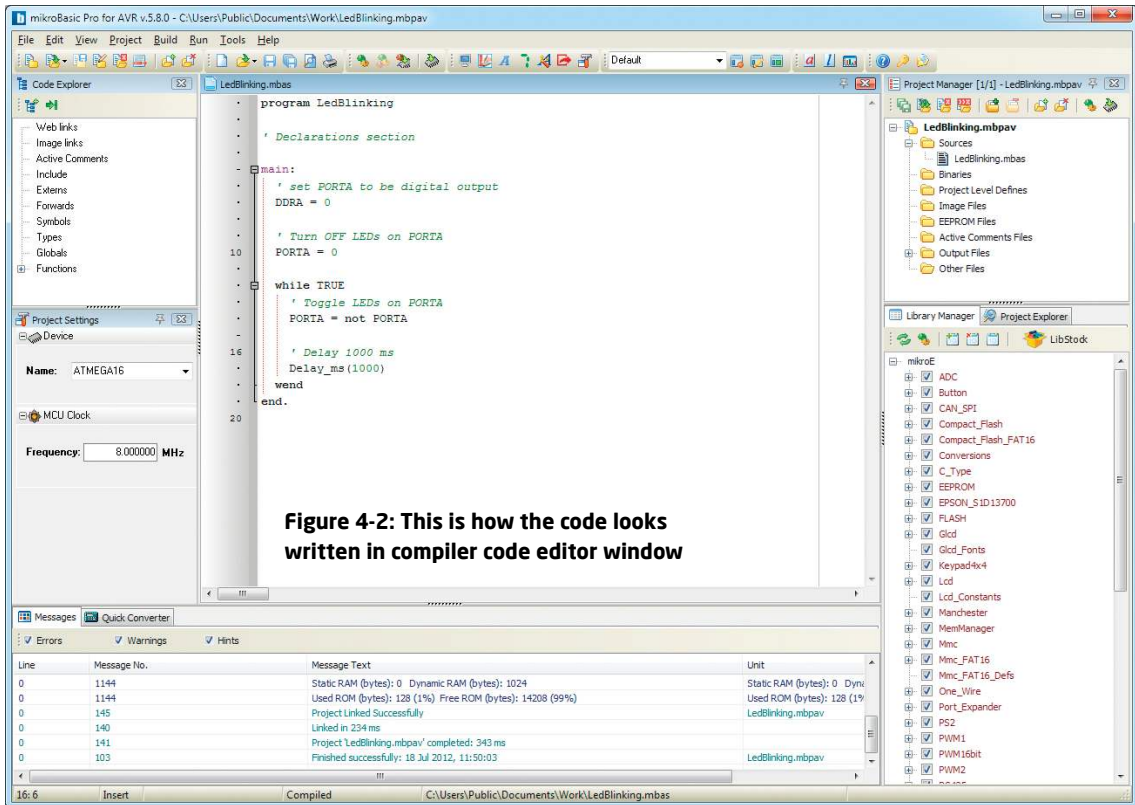 mikroBasic Pro for AVR v.5.8.0 - C:\Users\Public\Documents\Work\LedBlinking.mbpav
File Edit View Project Build Run Tools Help
Default
Code Explorer
Web links
Image links
Active Comments
Include
Externs
Forwards
Symbols
Types
Globals
Functions
Project Settings
Device
Name: ATMEGA16
MCU Clock
Frequency: 8.000000 MHz
LedBlinking.mbas
program LedBlinking
' Declarations section
main:
' set PORTA to be digital output
DDRA = 0
' Turn OFF LEDs on PORTA
10 PORTA = 0
while TRUE
' Toggle LEDs on PORTA
PORTA = not PORTA
16 ' Delay 1000 ms
Delay_ms(1000)
wend
end.
20
Figure 4-2: This is how the code looks
written in compiler code editor window
Project Manager [1/1] - LedBlinking.mbpav
LedBlinking.mbpav
Sources
LedBlinking.mbas
Binaries
Project Level Defines
Image Files
EEPROM Files
Active Comments Files
Output Files
Other Files
Library Manager Project Explorer
LibStock
mikroE
ADC
Button
CAN_SPI
Compact_Flash
Compact_Flash_FAT16
Conversions
C_Type
EEPROM
EPSON_S1D13700
FLASH
Glcd
Glcd_Fonts
Keypad4x4
Lcd
Lcd_Constants
Manchester
MemManager
Mmc
Mmc_FAT16
Mmc_FAT16_Defs
One_Wire
Port_Expander
PS2
PWM1
PWM16bit
PWM2
Messages Quick Converter
Errors Warnings Hints
Line Message No. Message Text Unit
0 1144 Static RAM (bytes): 0 Dynamic RAM (bytes): 1024 Static RAM (bytes): 0 Dyna
0 1144 Used ROM (bytes): 128 (1%) Free ROM (bytes): 14208 (99%) Used ROM (bytes): 128 (1%
0 145 Project Linked Successfully LedBlinking.mbpav
0 140 Linked in 234 ms
0 141 Project 'LedBlinking.mbpav' completed: 343 ms
0 103 Finished successfully: 18 Jul 2012, 11:50:03 LedBlinking.mbpav
16: 6 Insert Compiled C:\Users\Public\Documents\Work\LedBlinking.mbas